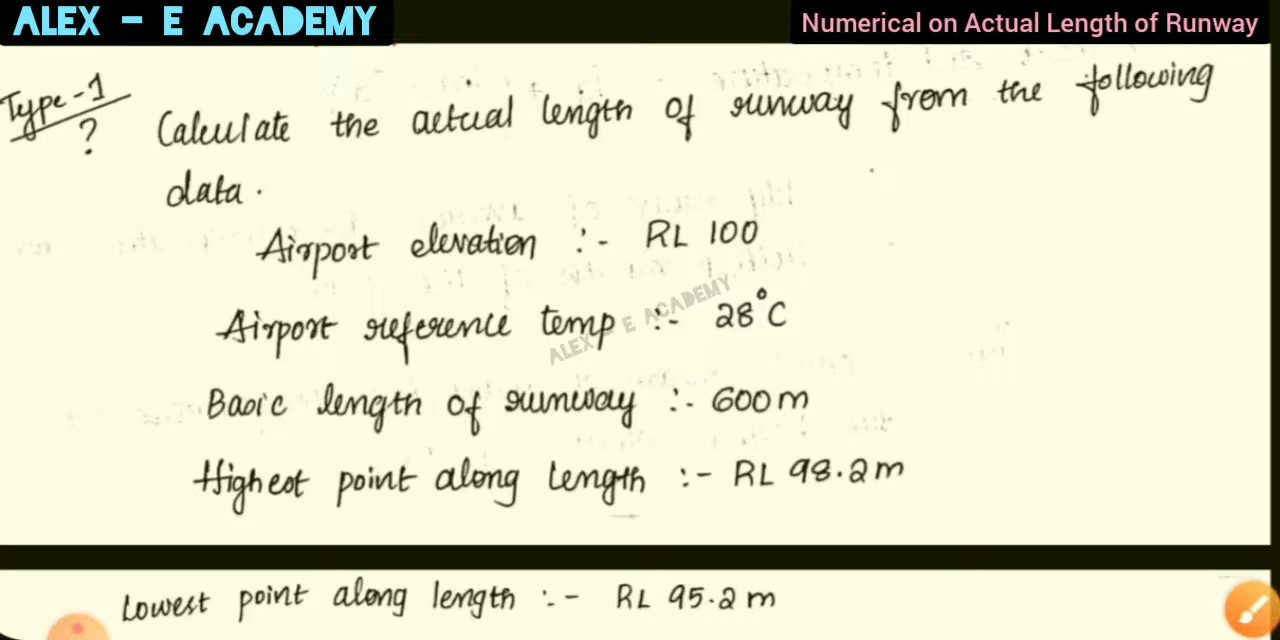 ALEX - E ACADEMY
Numerical on Actual Length of Runway
Type-1
? Calculate the actual length of runway from the following
data.
Airport elevation :- RL 100
Airport reference temp :- 28°C
ALEX - E ACADEMY
Basic length of runway :- 600m
Highest point along length :- RL 98.2m
Lowest point along length :- RL 95.2m